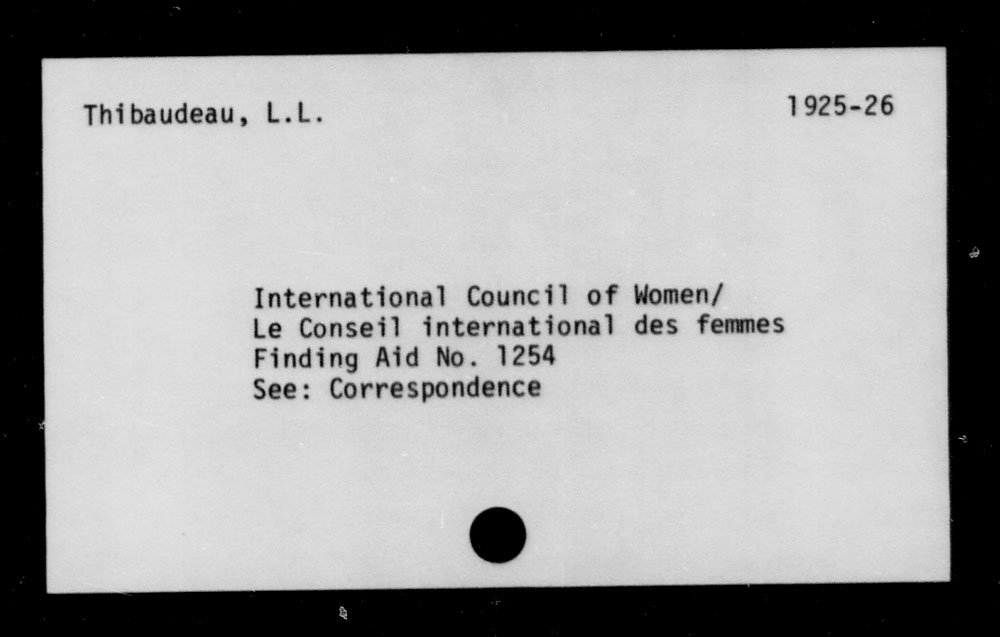 Thibaudeau, L.L. 1925-26
International Council of Women/
Le Conseil international des femmes
Finding Aid No. 1254
See: Correspondence